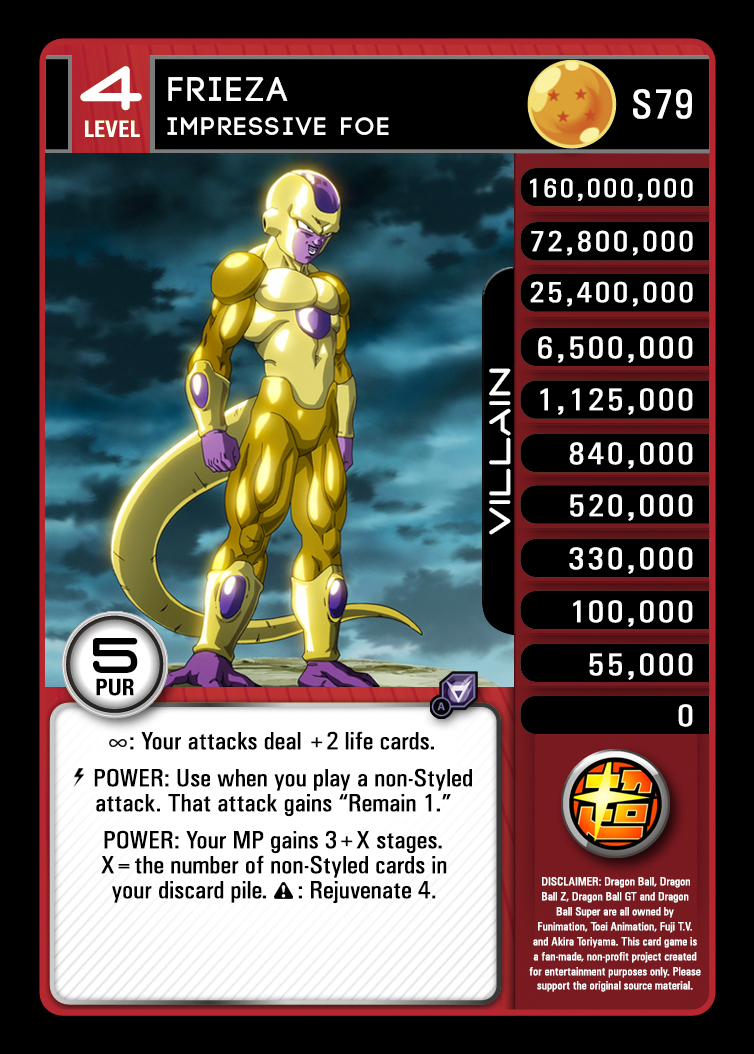 4
LEVEL
FRIEZA
IMPRESSIVE FOE
S79
160,000,000
72,800,000
25,400,000
6,500,000
1,125,000
840,000
520,000
330,000
100,000
55,000
0
VILLAIN
5
PUR
A
∞: Your attacks deal +2 life cards.
POWER: Use when you play a non-Styled
attack. That attack gains “Remain 1.”
POWER: Your MP gains 3+X stages.
X=the number of non-Styled cards in
your discard pile. ⚠: Rejuvenate 4.
超
DISCLAIMER: Dragon Ball, Dragon
Ball Z, Dragon Ball GT and Dragon
Ball Super are all owned by
Funimation, Toei Animation, Fuji T.V.
and Akira Toriyama. This card game is
a fan-made, non-profit project created
for entertainment purposes only. Please
support the original source material.